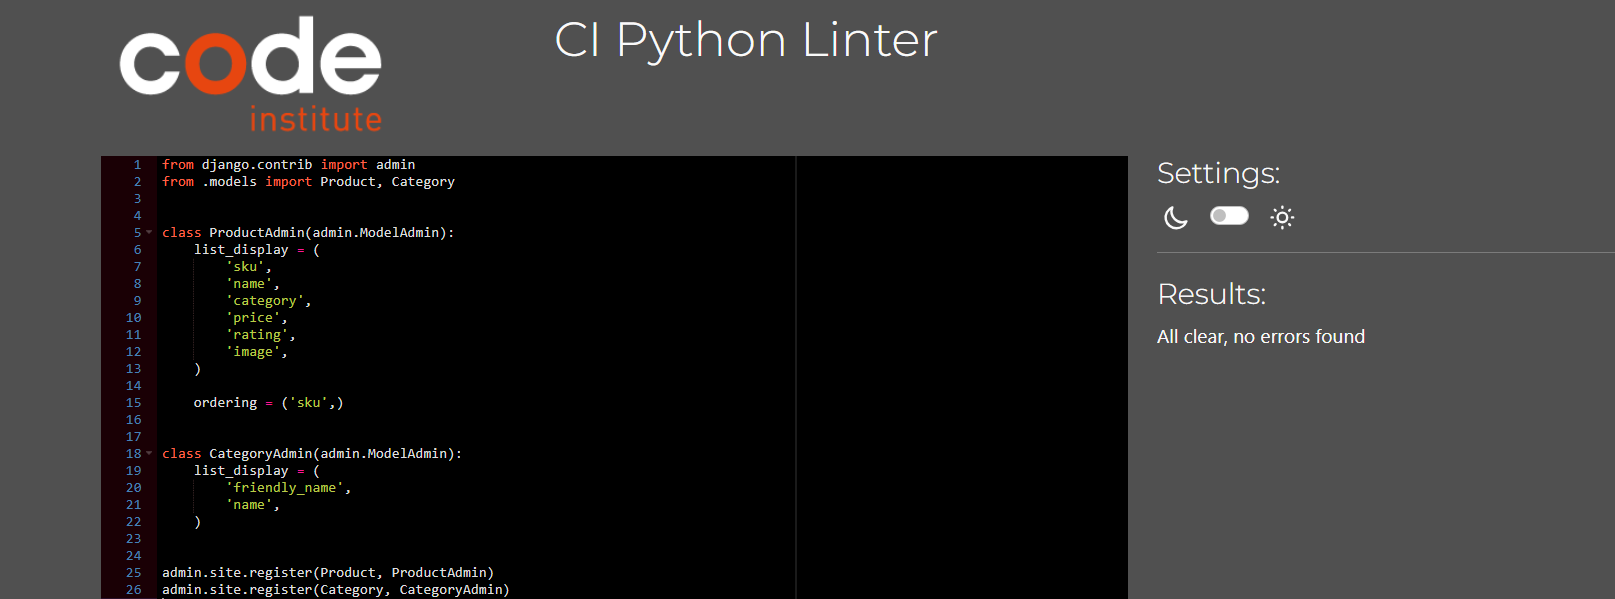 code
institute
CI Python Linter
1 from django.contrib import admin
2 from .models import Product, Category
3
4
5 class ProductAdmin(admin.ModelAdmin):
6     list_display = (
7         'sku',
8         'name',
9         'category',
10         'price',
11         'rating',
12         'image',
13     )
14
15     ordering = ('sku',)
16
17
18 class CategoryAdmin(admin.ModelAdmin):
19     list_display = (
20         'friendly_name',
21         'name',
22     )
23
24
25 admin.site.register(Product, ProductAdmin)
26 admin.site.register(Category, CategoryAdmin)
Settings:
Results:
All clear, no errors found